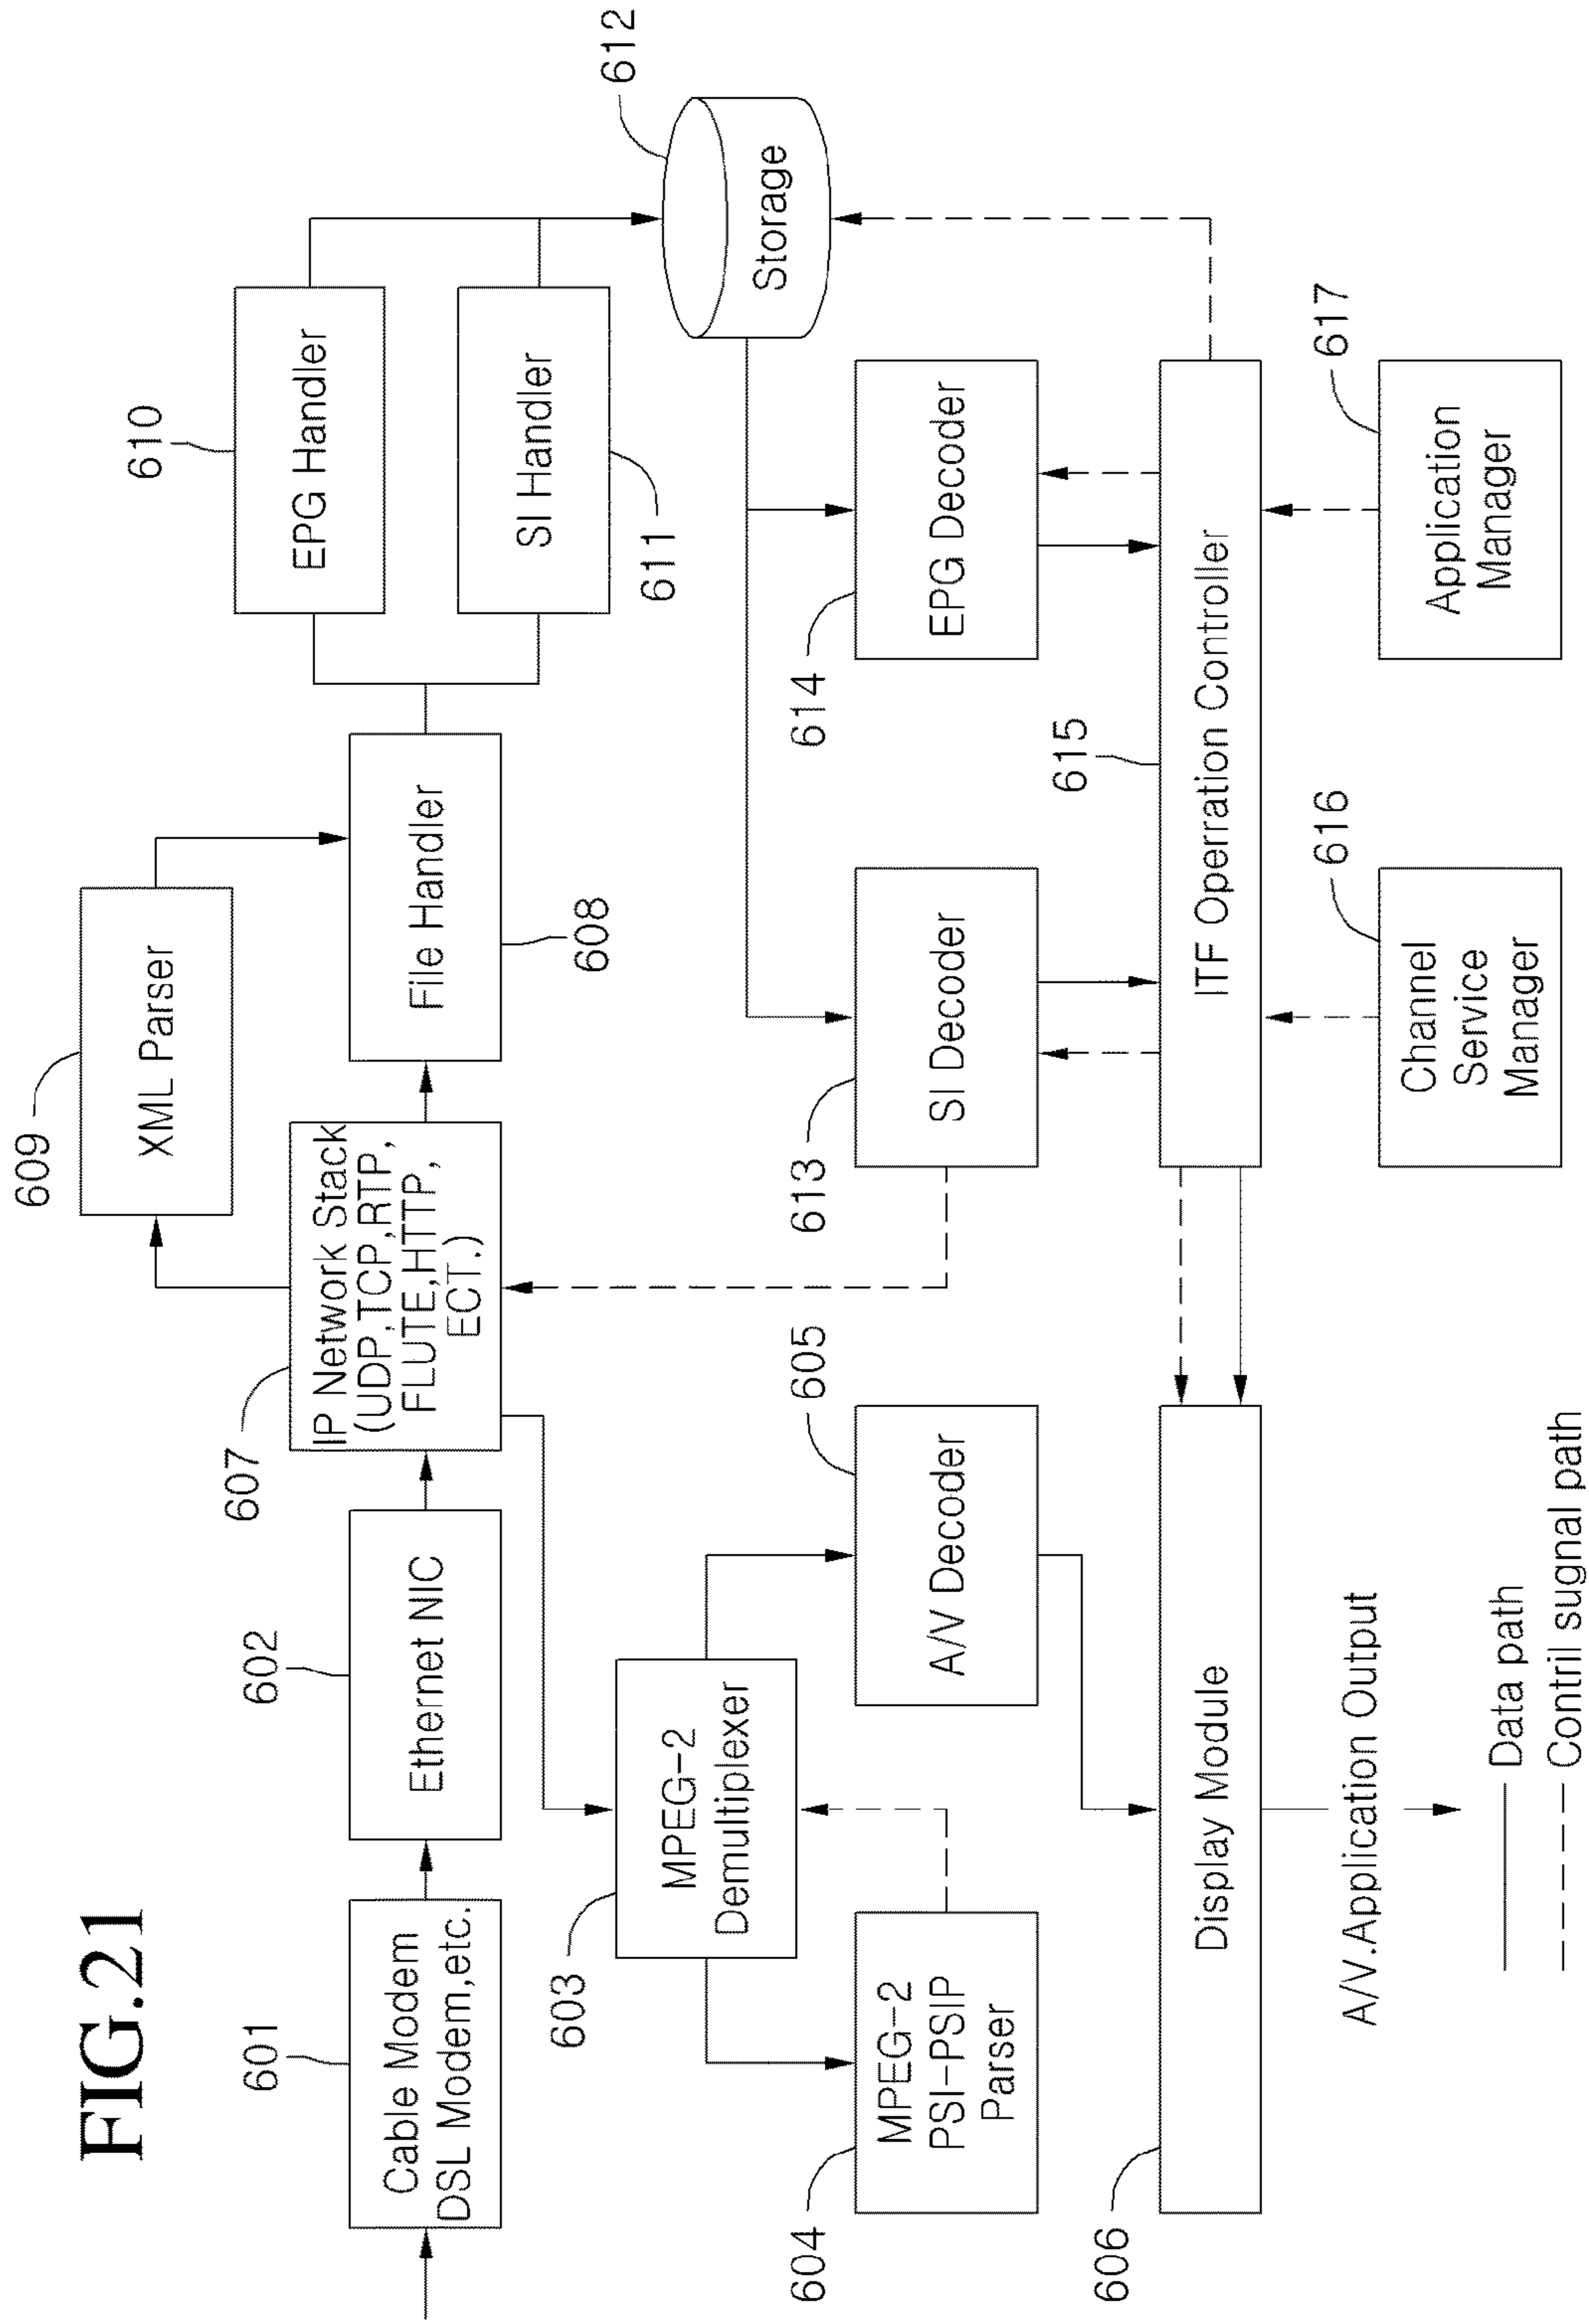 FIG.21
601
Cable Modem
DSL Modem,etc.
602
Ethernet NIC
607
IP Network Stack
(UDP,TCP,RTP,
FLUTE,HTTP,
ECT.)
609
XML Parser
File Handler
608
610
EPG Handler
SI Handler
611
612
Storage
603
MPEG-2
Demultiplexer
604
MPEG-2
PSI-PSIP
Parser
605
A/V Decoder
613
SI Decoder
614
EPG Decoder
606
Display Module
615
ITF Operration Controller
616
Channel
Service
Manager
617
Application
Manager
A/V.Application Output
Data path
Contril sugnal path